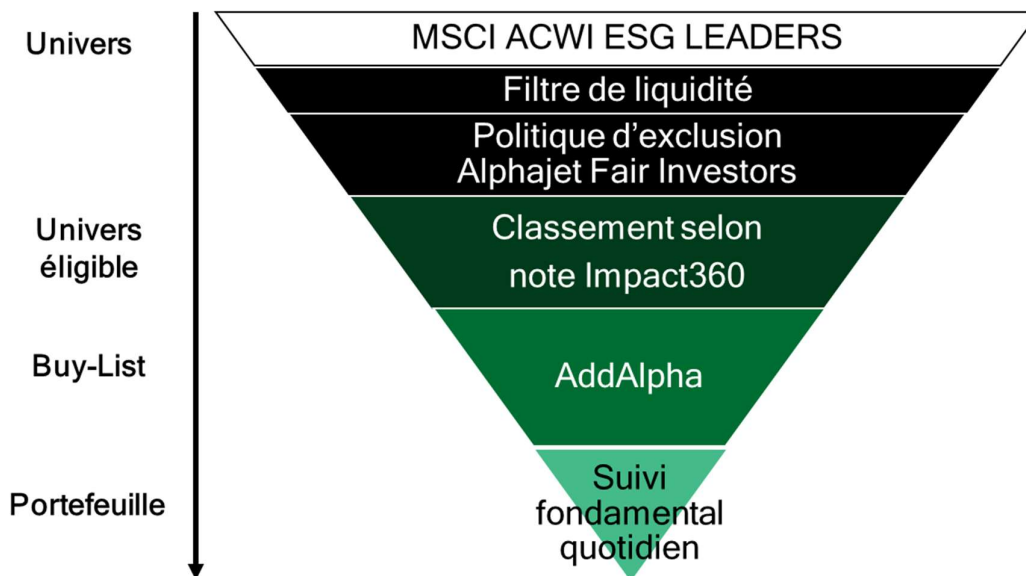 Univers
MSCI ACWI ESG LEADERS
Filtre de liquidité
Politique d'exclusion
Alphajet Fair Investors
Univers
éligible
Classement selon
note Impact360
Buy-List
AddAlpha
Portefeuille
Suivi
fondamental
quotidien